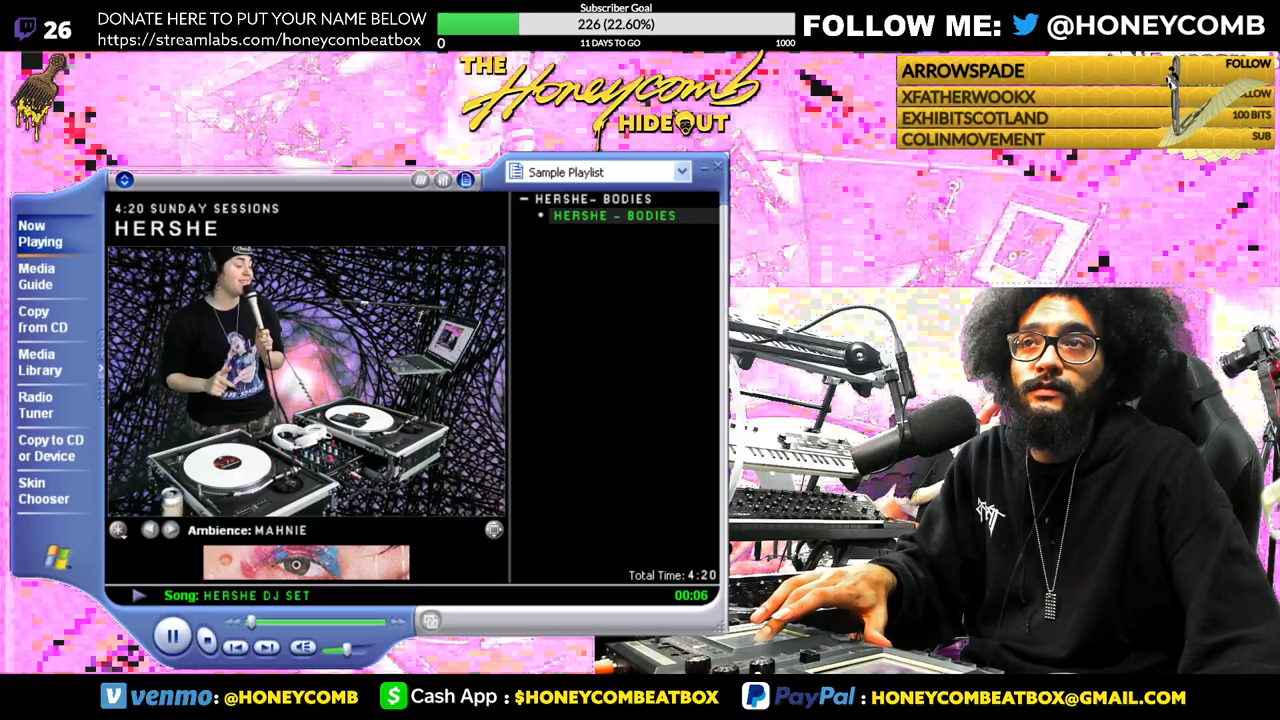 26
DONATE HERE TO PUT YOUR NAME BELOW
https://streamlabs.com/honeycombeatbox
Subscriber Goal
226 (22.60%)
0
11 DAYS TO GO
1000
FOLLOW ME: @HONEYCOMB
THE
Honeycomb
HIDEOUT
ARROWSPADE FOLLOW
XFATHERWOOKX
EXHIBITSCOTLAND 100 BITS
COLINMOVEMENT SUB
Sample Playlist
HERSHE- BODIES
HERSHE - BODIES
4:20 SUNDAY SESSIONS
HERSHE
Now
Playing
Media
Guide
Copy
from CD
Media
Library
Radio
Tuner
Copy to CD
or Device
Skin
Chooser
Ambience: MAHNIE
Total Time: 4:20
Song: HERSHE DJ SET
00:06
venmo: @HONEYCOMB
Cash App : $HONEYCOMBEATBOX
PayPal : HONEYCOMBEATBOX@GMAIL.COM